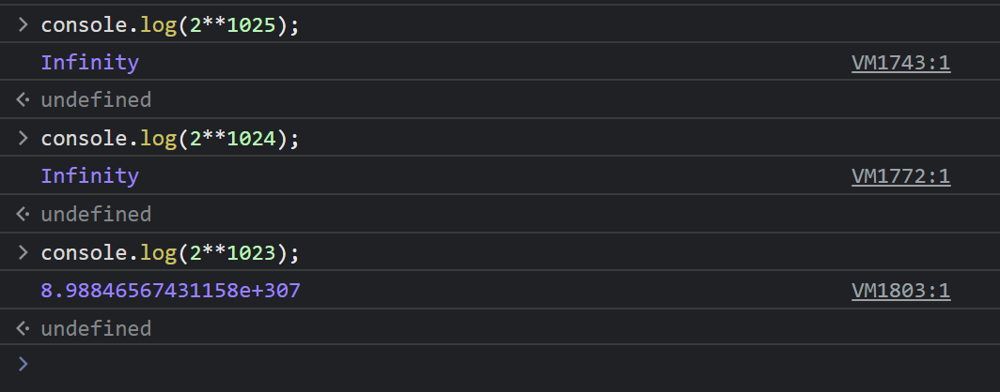 > console.log(2**1025);
Infinity VM1743:1
undefined
> console.log(2**1024);
Infinity VM1772:1
undefined
> console.log(2**1023);
8.98846567431158e+307 VM1803:1
undefined
>